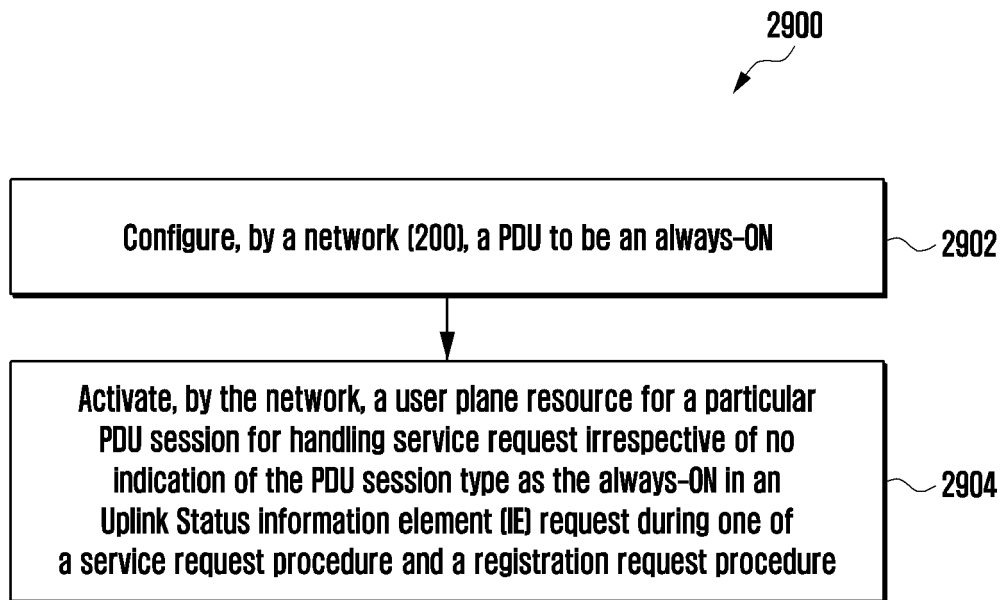 2900
Configure, by a network (200), a PDU to be an always-ON
2902
Activate, by the network, a user plane resource for a particular
PDU session for handling service request irrespective of no
indication of the PDU session type as the always-ON in an
Uplink Status information element (IE) request during one of
a service request procedure and a registration request procedure
2904